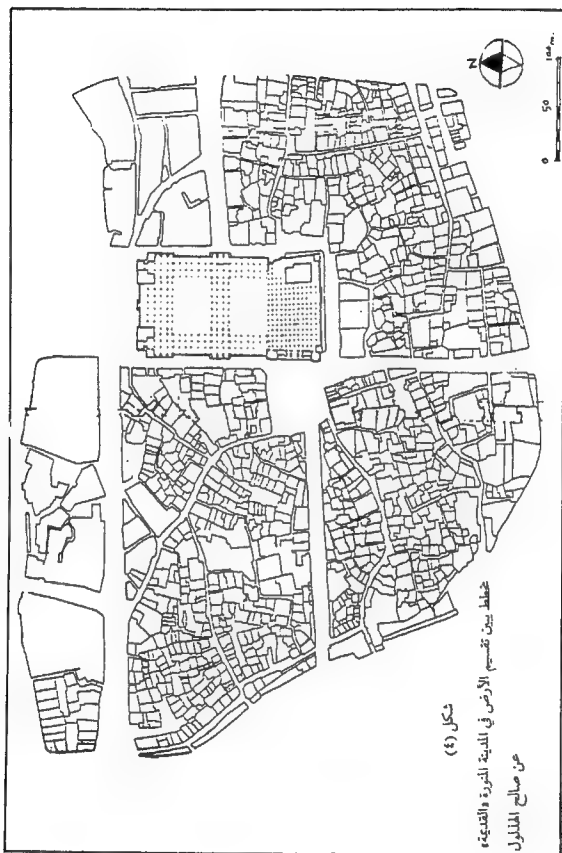 N
0 50 100 m.
شكل (٤)
مخطط يبين تقسيم الأرض في المدينة المنورة «القديمة»
عن صالح الهذلول